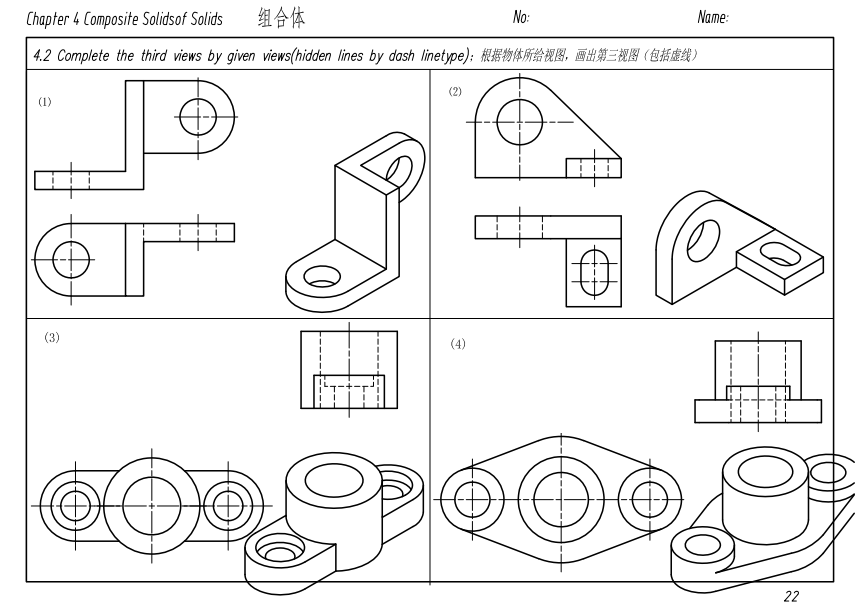 Chapter 4 Composite Solidsof Solids 组合体 No: Name:
4.2 Complete the third views by given views(hidden lines by dash linetype); 根据物体所给视图，画出第三视图（包括虚线）
(1)
(2)
(3)
(4)
22